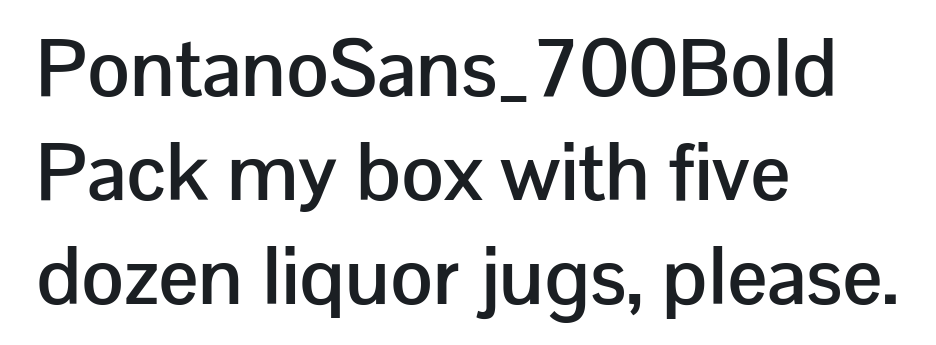 PontanoSans_700Bold
Pack my box with five
dozen liquor jugs, please.